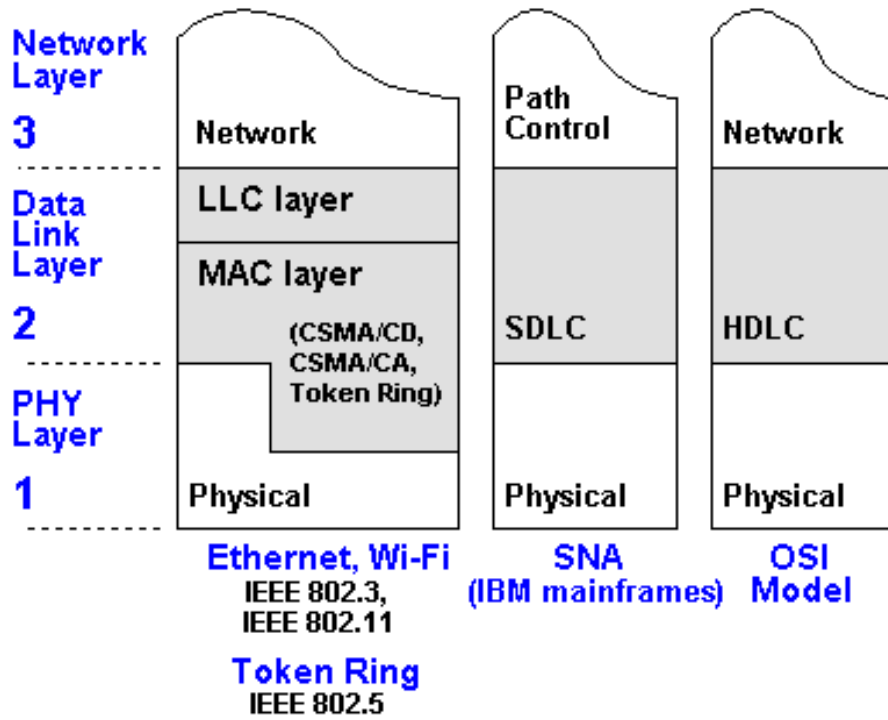 Network
Layer
3
Data
Link
Layer
2
PHY
Layer
1
Network
LLC layer
MAC layer
(CSMA/CD,
CSMA/CA,
Token Ring)
Physical
Ethernet, Wi-Fi
IEEE 802.3,
IEEE 802.11
Token Ring
IEEE 802.5
Path
Control
SDLC
Physical
SNA
(IBM mainframes)
Network
HDLC
Physical
OSI
Model